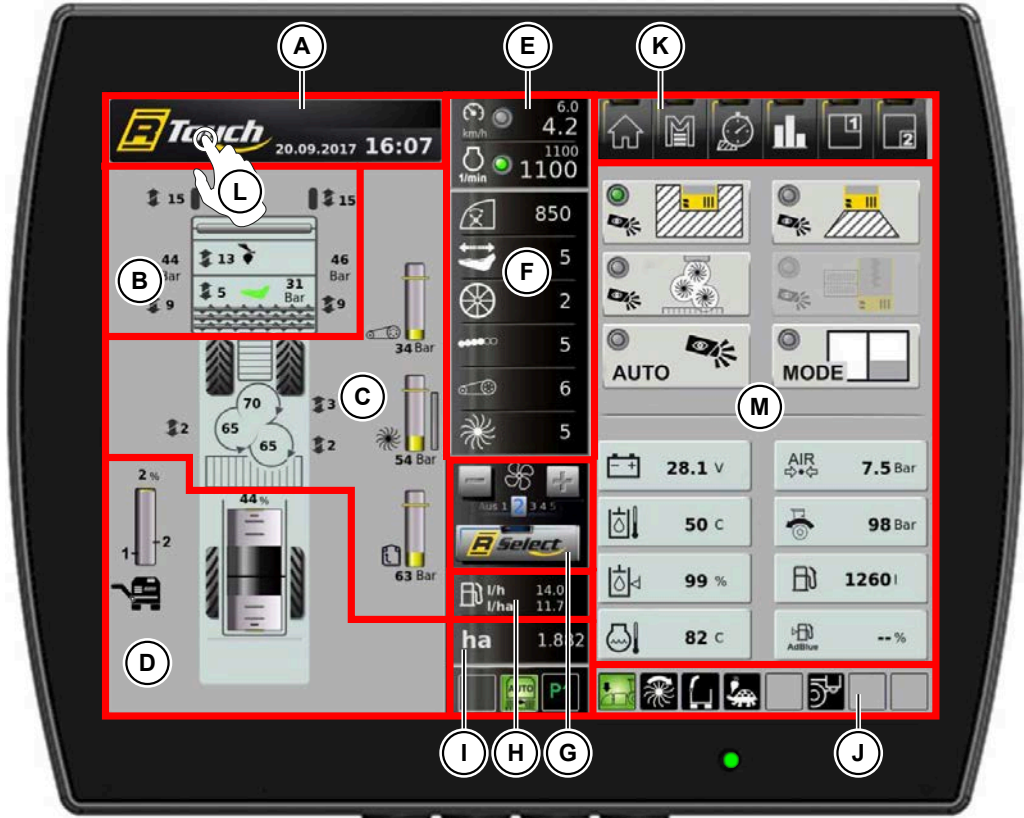 A
E
K
R Touch 20.09.2017 16:07
L
15
15
44
Bar
13
46
Bar
B
5
31
Bar
9
9
34 Bar
C
70
65
65
3
2
2
54 Bar
2 %
1
2
44 %
63 Bar
D
6.0
km/h 4.2
1100
1/min 1100
850
5
F
2
5
6
5
Aus 1 2 3 4 5
R Select
l/h 14.0
l/ha 11.7
ha 1.882
AUTO
I
H
G
1
2
AUTO
MODE
M
28.1 V
AIR 7.5 Bar
50 C
98 Bar
99 %
1260 l
82 C
AdBlue --%
J